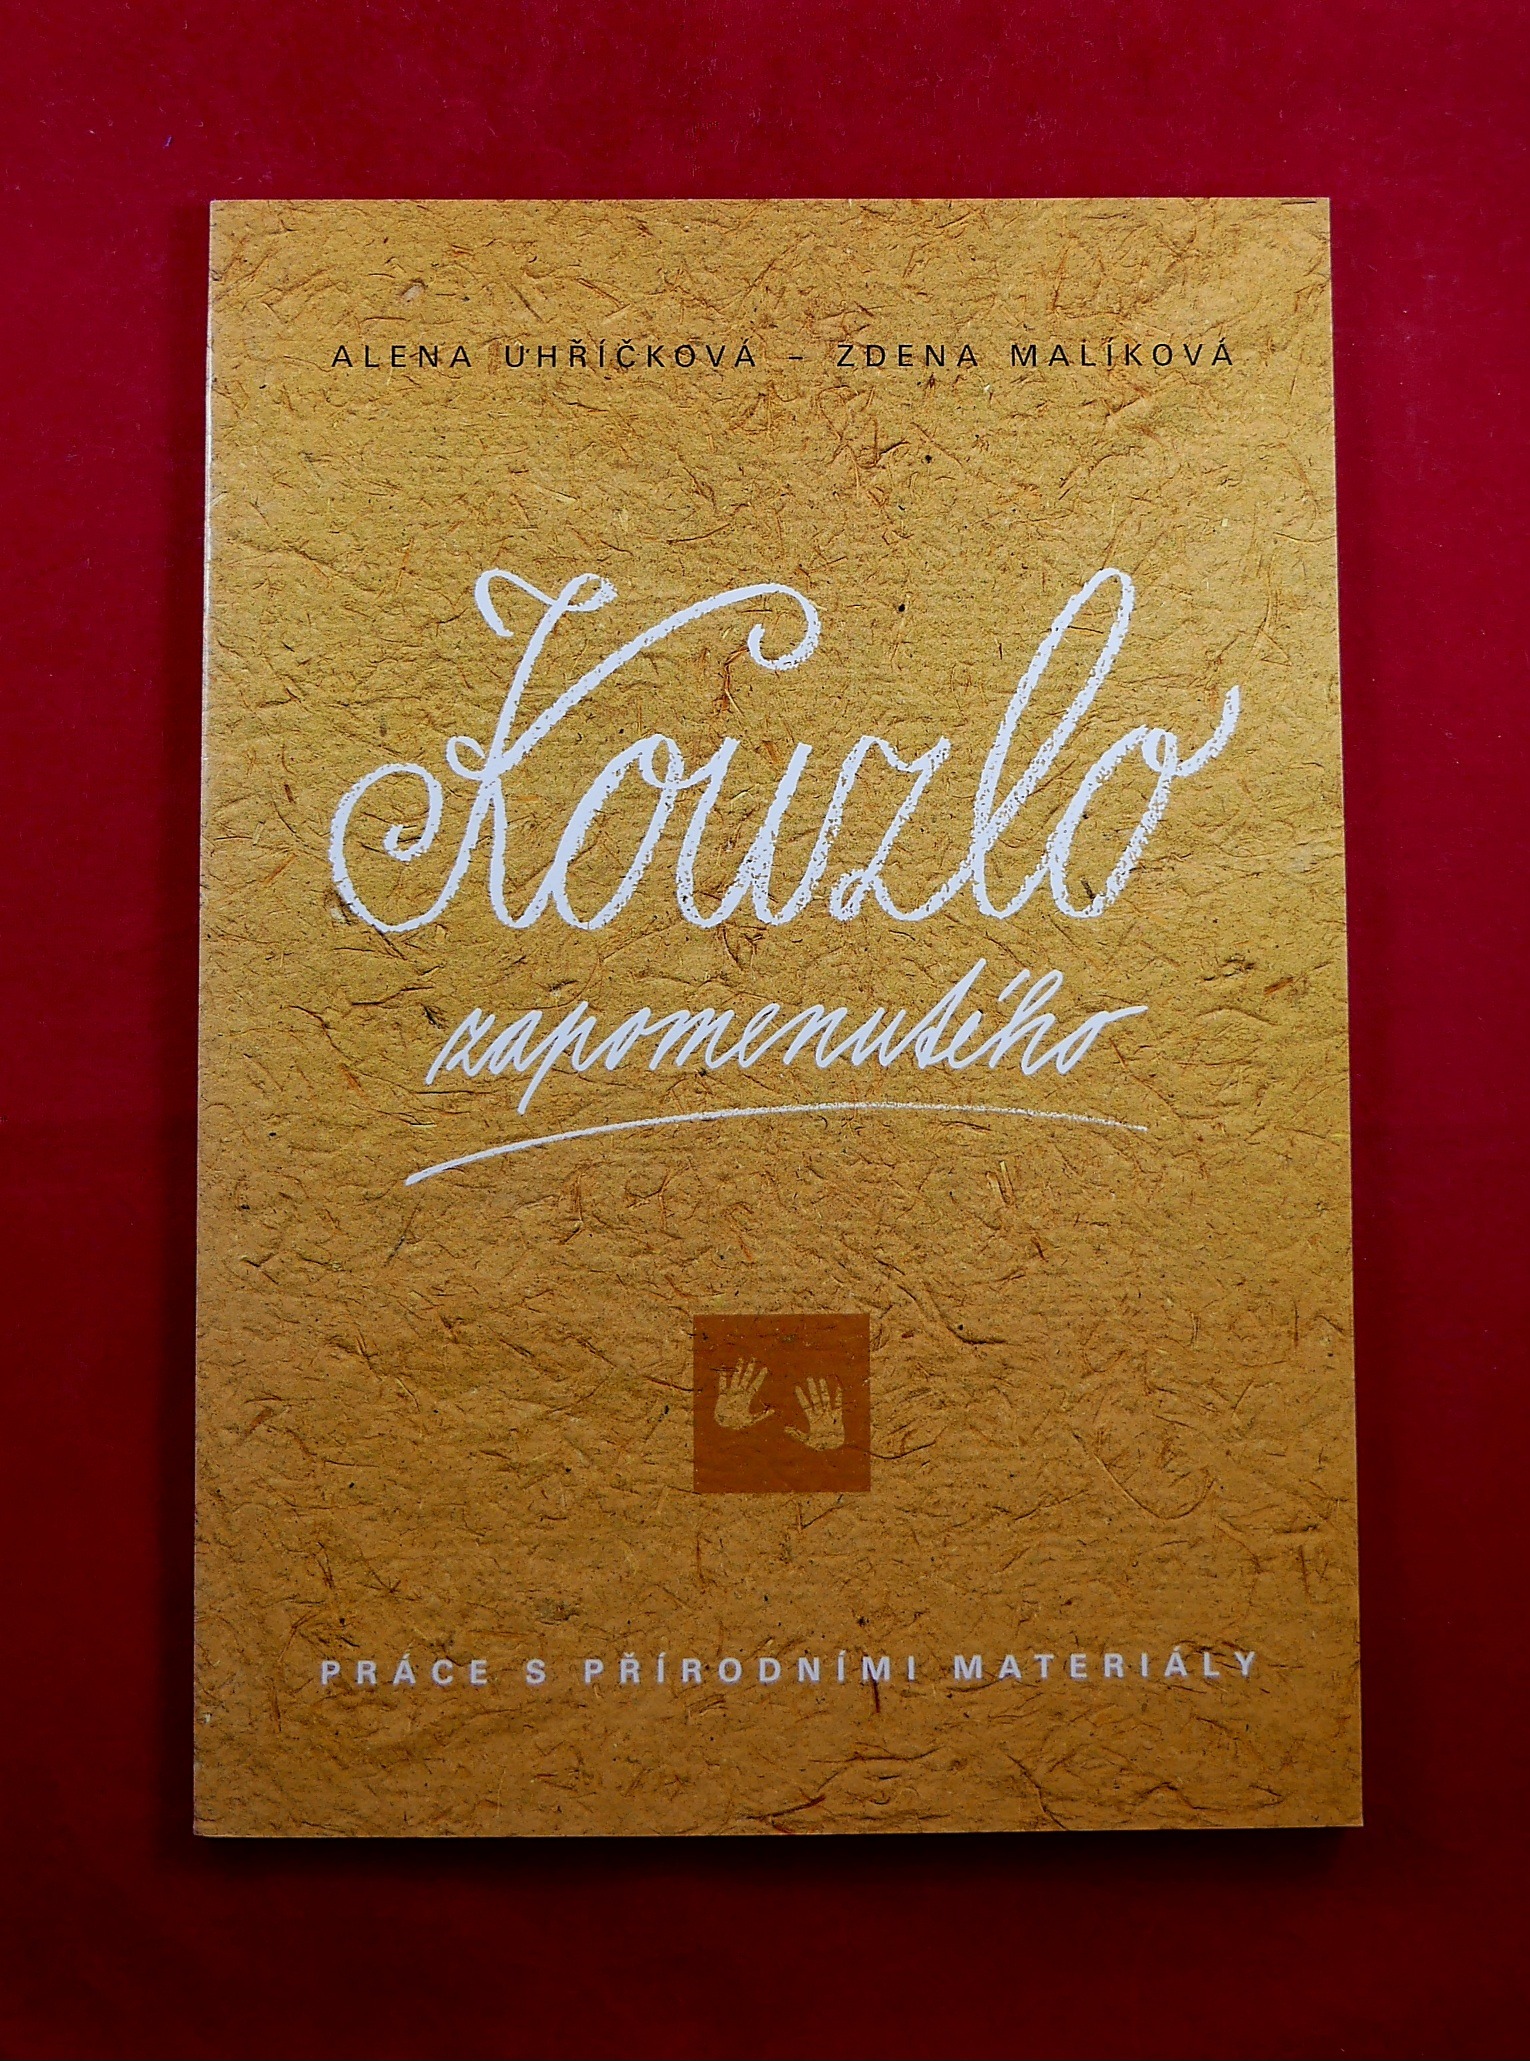 ALENA UHŘÍČKOVÁ – ZDENA MALÍKOVÁ
Kouzlo
zapomenutého
PRÁCE S PŘÍRODNÍMI MATERIÁLY